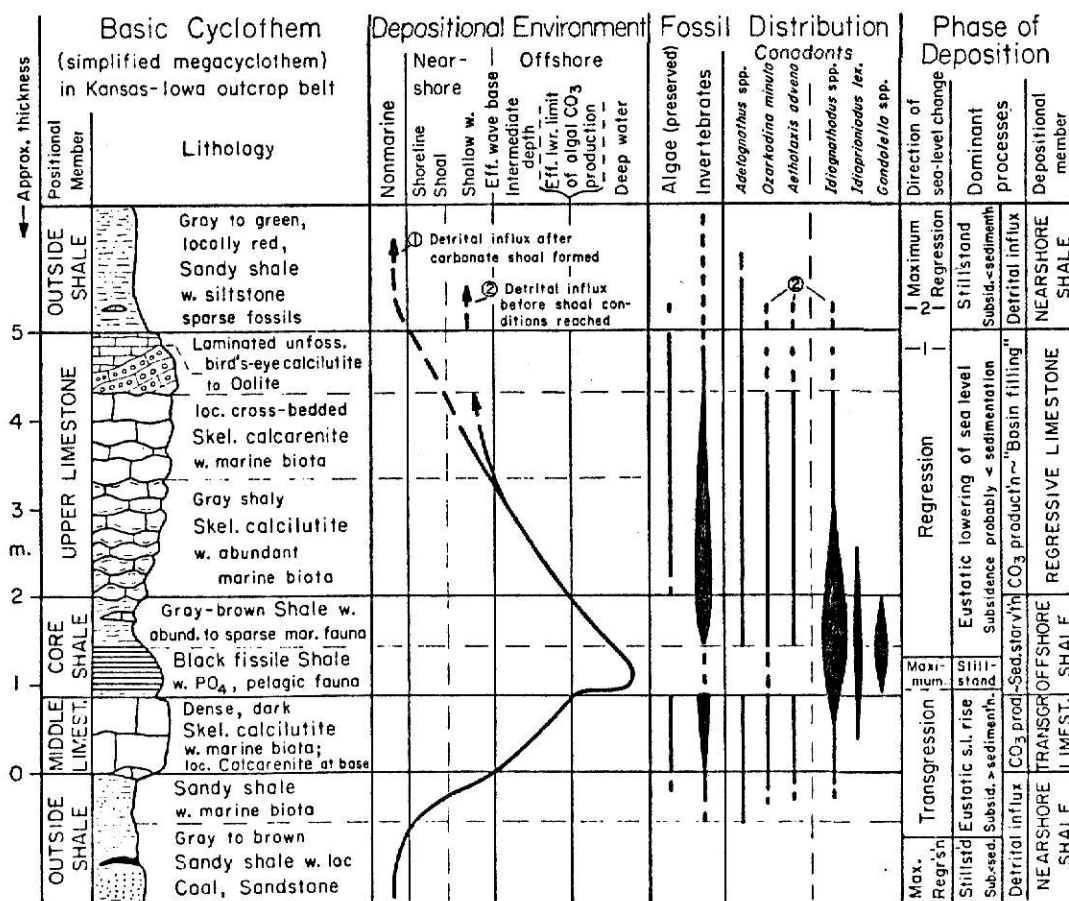 Basic Cyclothem
(simplified megacyclothem)
in Kansas-Iowa outcrop belt
Depositional Environment
Fossil Distribution
Phase of Deposition
Approx. thickness
Positional Member
Lithology
Nonmarine
Near-shore
Shoreline
Shoal
Shallow w.
Eff. wave base
Offshore
Intermediate depth
Eff. lwr. limit of algal CO3 production
Deep water
Algae (preserved)
Invertebrates
Conodonts
Adetognathus spp.
Ozarkodina minuta
Aethotaxis advena
Idiognathodus spp.
Idioprioniodus lex.
Gondolella spp.
Direction of sea-level change
Dominant processes
Depositional member
OUTSIDE SHALE
Gray to green,
locally red,
Sandy shale
w. siltstone
sparse fossils
① Detrital influx after
carbonate shoal formed
② Detrital influx
before shoal con-
ditions reached
②
Maximum Regression
1
2
Stillstand
Subsid.<sedimentn
Detrital influx
NEARSHORE SHALE
5
UPPER LIMESTONE
Laminated unfoss.
bird's-eye calcilutite
to Oolite
4
loc. cross-bedded
Skel. calcarenite
w. marine biota
3
m.
Gray shaly
Skel. calcilutite
w. abundant
marine biota
Regression
Eustatic lowering of sea level
Subsidence probably < sedimentation
CO3 product'n~"Basin filling"
REGRESSIVE LIMESTONE
2
CORE SHALE
Gray-brown Shale w.
abund. to sparse mar. fauna
Black fissile Shale
w. PO4, pelagic fauna
1
Maxi-
mum.
Still-
stand
~Sed.starv'th
OFFSHORE SHALE
MIDDLE LIMEST.
Dense, dark
Skel. calcilutite
w. marine biota;
loc. Calcarenite at base
0
Transgression
Eustatic s.l. rise
Subsid.>sedimentn.
CO3 prod
TRANSGR. LIMEST.
OUTSIDE SHALE
Sandy shale
w. marine biota
Gray to brown
Sandy shale w. loc
Coal, Sandstone
Max. Regr'sn
Stillstd
Sub<sed.
Detrital influx
NEARSHORE SHALE